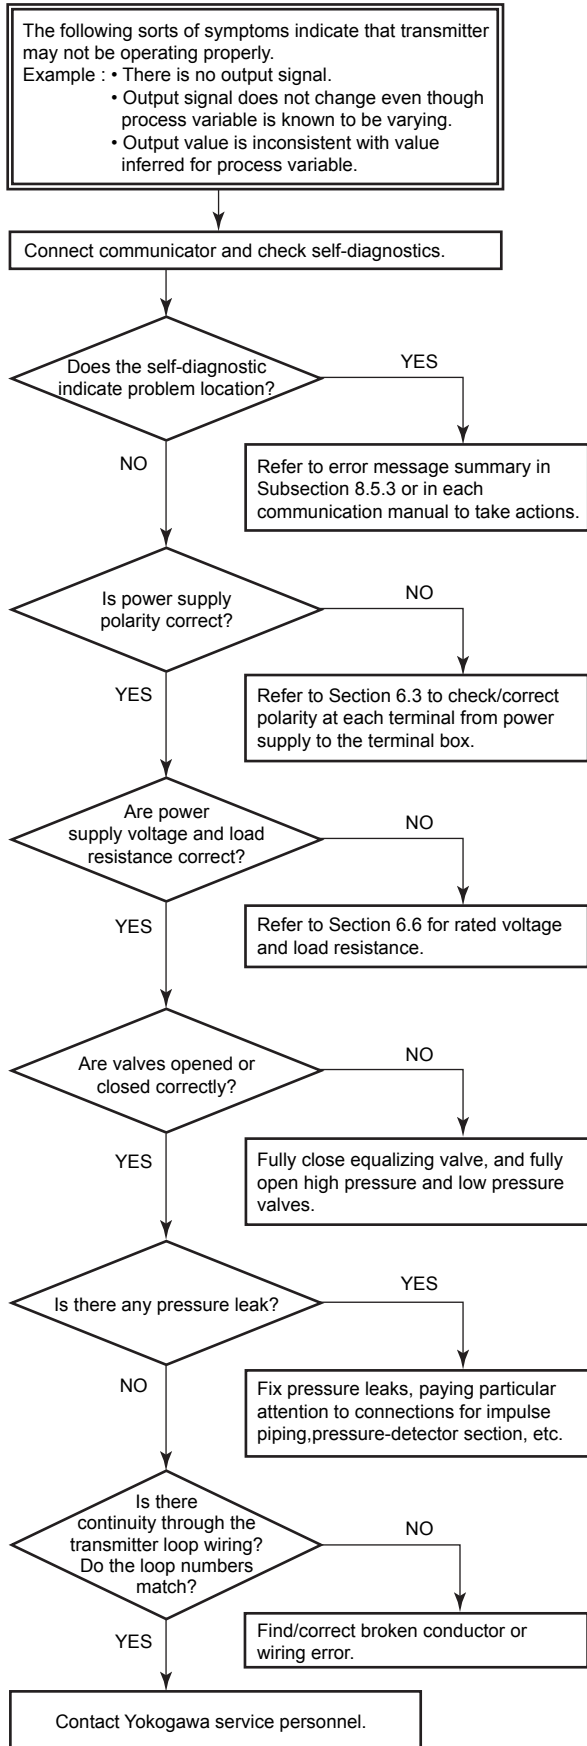 The following sorts of symptoms indicate that transmitter
may not be operating properly.
Example : • There is no output signal.
• Output signal does not change even though
process variable is known to be varying.
• Output value is inconsistent with value
inferred for process variable.
Connect communicator and check self-diagnostics.
Does the self-diagnostic
indicate problem location?
YES
NO
Refer to error message summary in
Subsection 8.5.3 or in each
communication manual to take actions.
Is power supply
polarity correct?
NO
YES
Refer to Section 6.3 to check/correct
polarity at each terminal from power
supply to the terminal box.
Are power
supply voltage and load
resistance correct?
NO
YES
Refer to Section 6.6 for rated voltage
and load resistance.
Are valves opened or
closed correctly?
NO
YES
Fully close equalizing valve, and fully
open high pressure and low pressure
valves.
Is there any pressure leak?
YES
NO
Fix pressure leaks, paying particular
attention to connections for impulse
piping,pressure-detector section, etc.
Is there
continuity through the
transmitter loop wiring?
Do the loop numbers
match?
NO
YES
Find/correct broken conductor or
wiring error.
Contact Yokogawa service personnel.